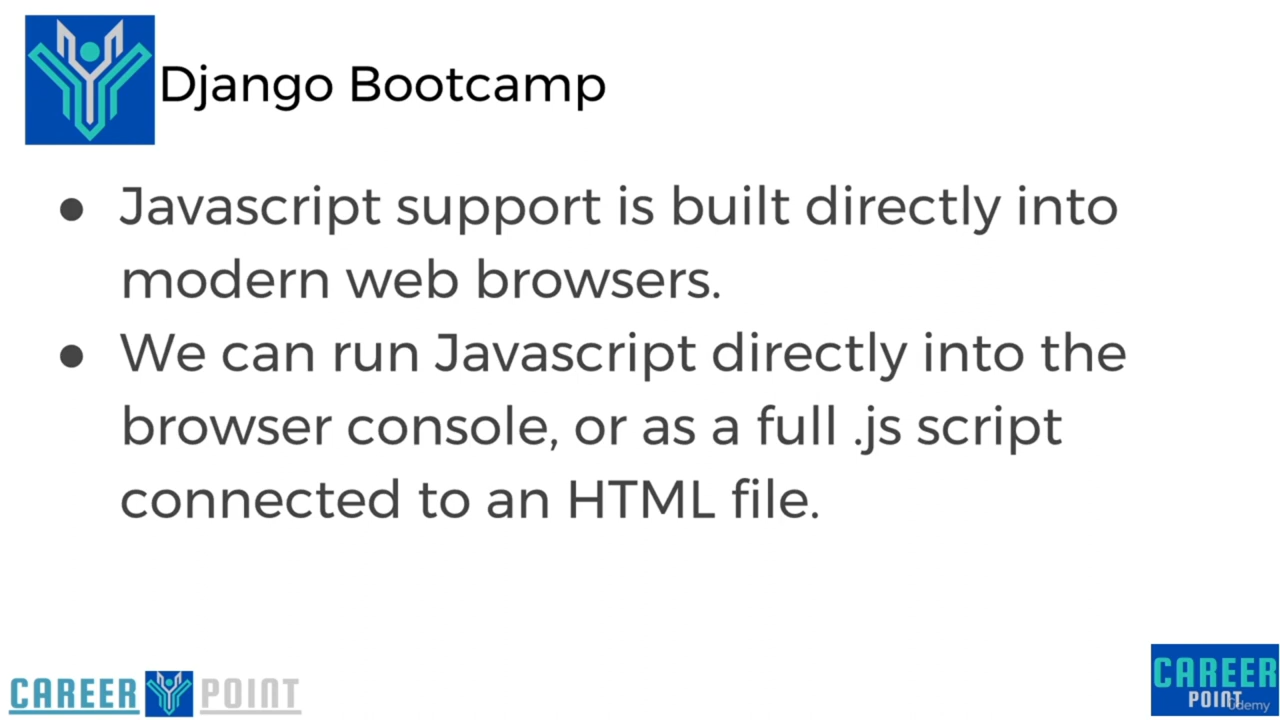 Django Bootcamp
● Javascript support is built directly into
modern web browsers.
● We can run Javascript directly into the
browser console, or as a full .js script
connected to an HTML file.
CAREER POINT
CAREER
POINT
ûdemy